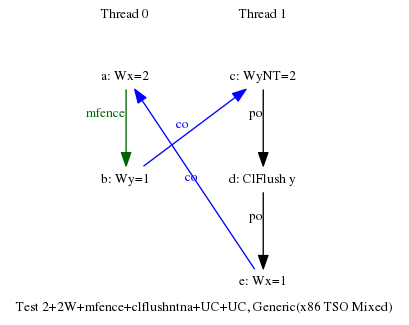 Thread 0 Thread 1
a: Wx=2 c: WyNT=2
mfence po
co
b: Wy=1 co d: ClFlush y
po
e: Wx=1
Test 2+2W+mfence+clflushntna+UC+UC, Generic(x86 TSO Mixed)